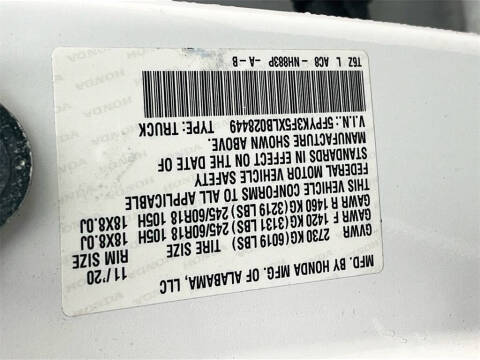 MFD. BY HONDA MFG. OF ALABAMA, LLC 11/'20
GVWR 2730 KG(6019 LBS) TIRE SIZE RIM SIZE
GAWR F 1420 KG(3131 LBS) 245/60R18 105H 18X8.0J
GAWR R 1460 KG(3219 LBS) 245/60R18 105H 18X8.0J
THIS VEHICLE CONFORMS TO ALL APPLICABLE
FEDERAL MOTOR VEHICLE SAFETY
STANDARDS IN EFFECT ON THE DATE OF
MANUFACTURE SHOWN ABOVE.
V.I.N.: 5FPYK3F5XLB028449 TYPE: TRUCK
T6Z L AC8 - NH883P -A-B